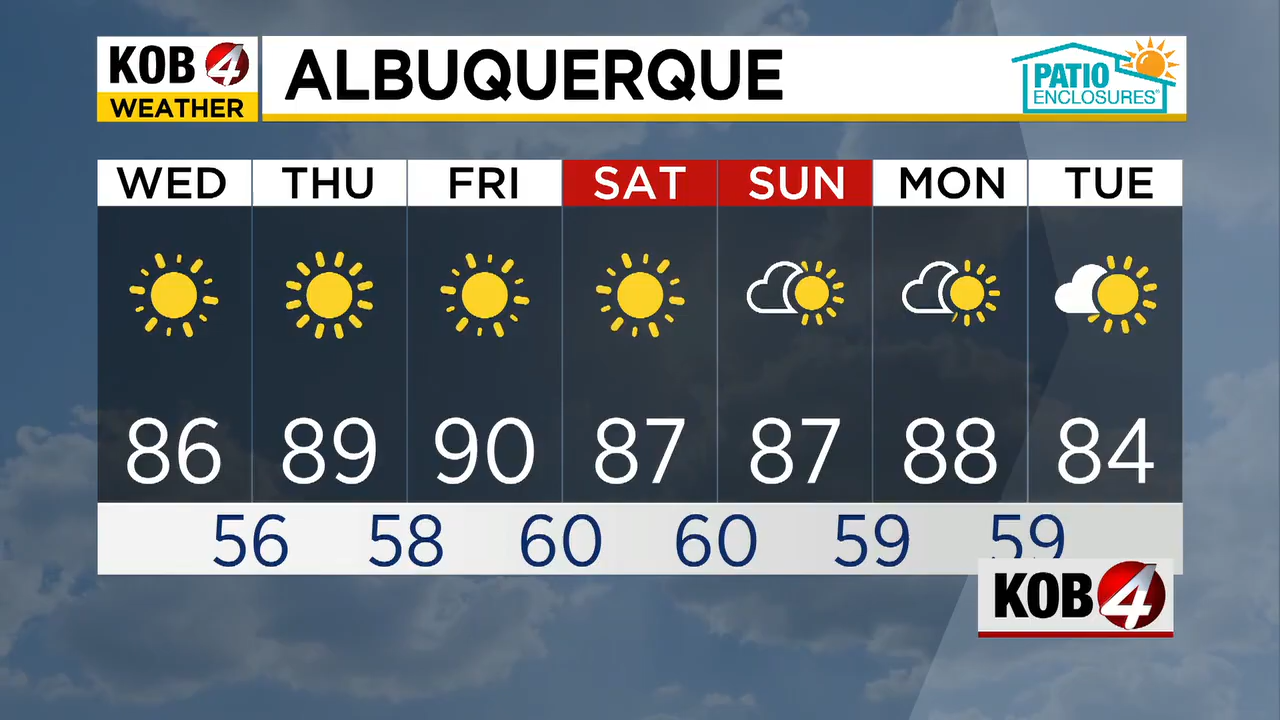 KOB 4
WEATHER
ALBUQUERQUE
PATIO
ENCLOSURES®
WED THU FRI SAT SUN MON TUE
86 89 90 87 87 88 84
56 58 60 60 59 59
KOB 4